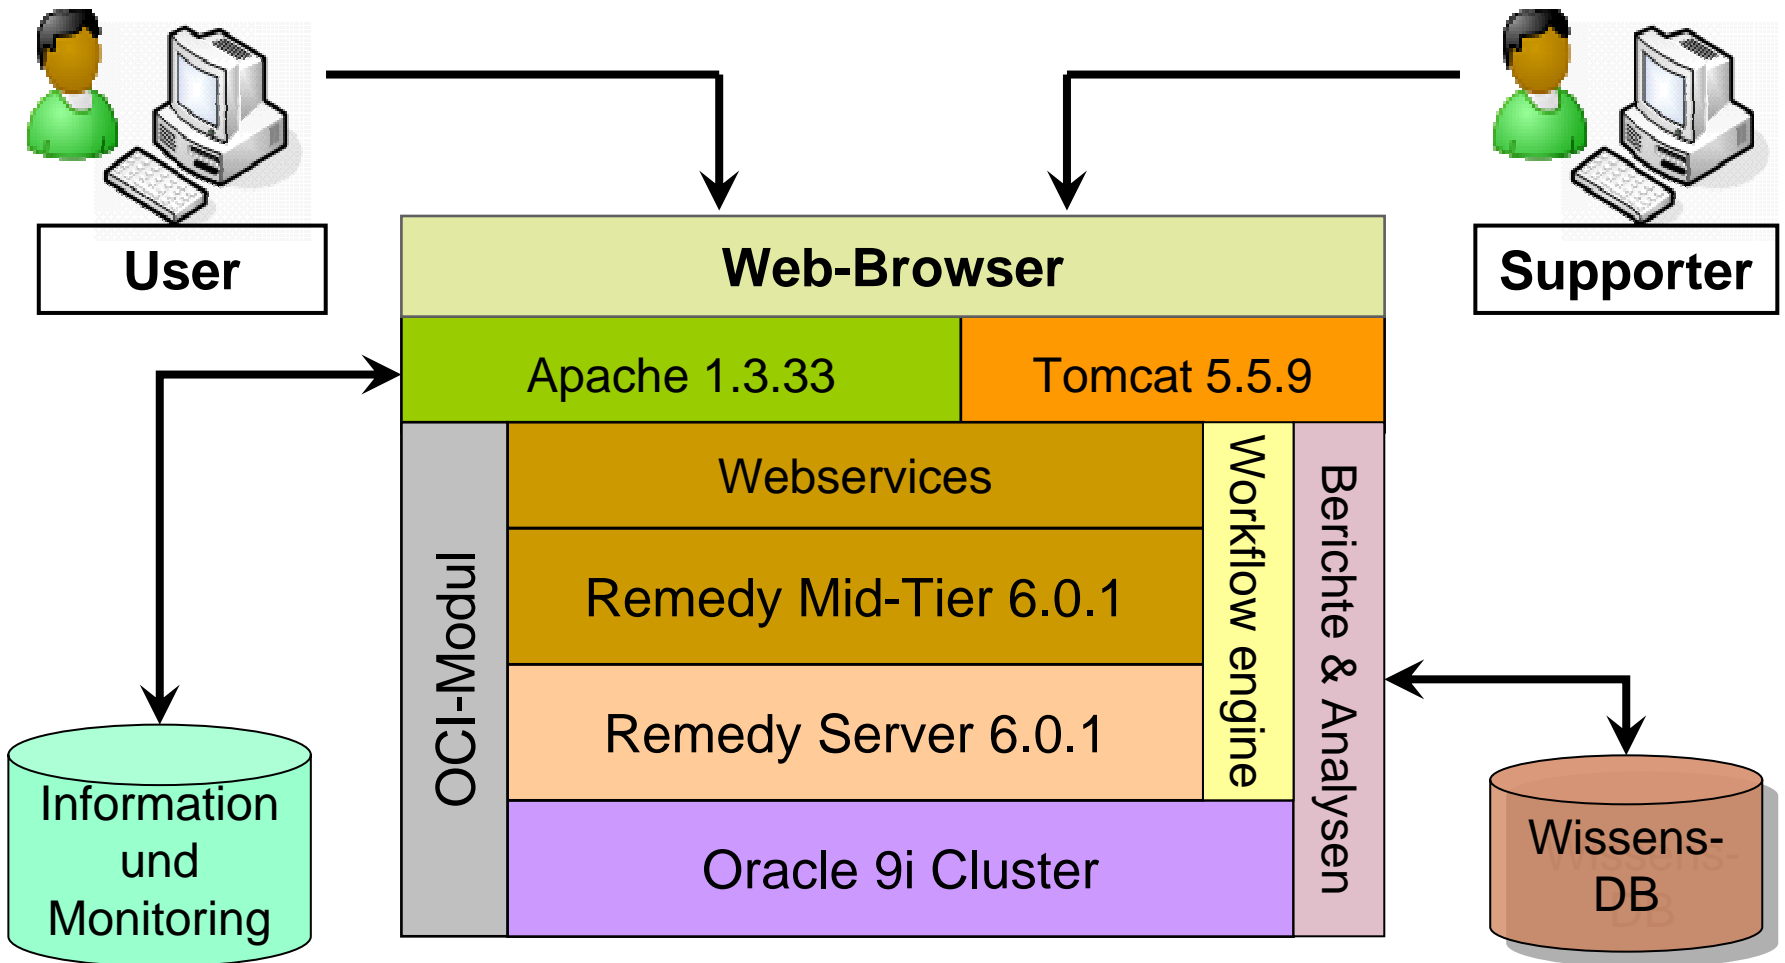 User
Supporter
Web-Browser
Apache 1.3.33
Tomcat 5.5.9
OCI-Modul
Webservices
Remedy Mid-Tier 6.0.1
Remedy Server 6.0.1
Oracle 9i Cluster
Workflow engine
Berichte & Analysen
Information
und
Monitoring
Wissens-
DB